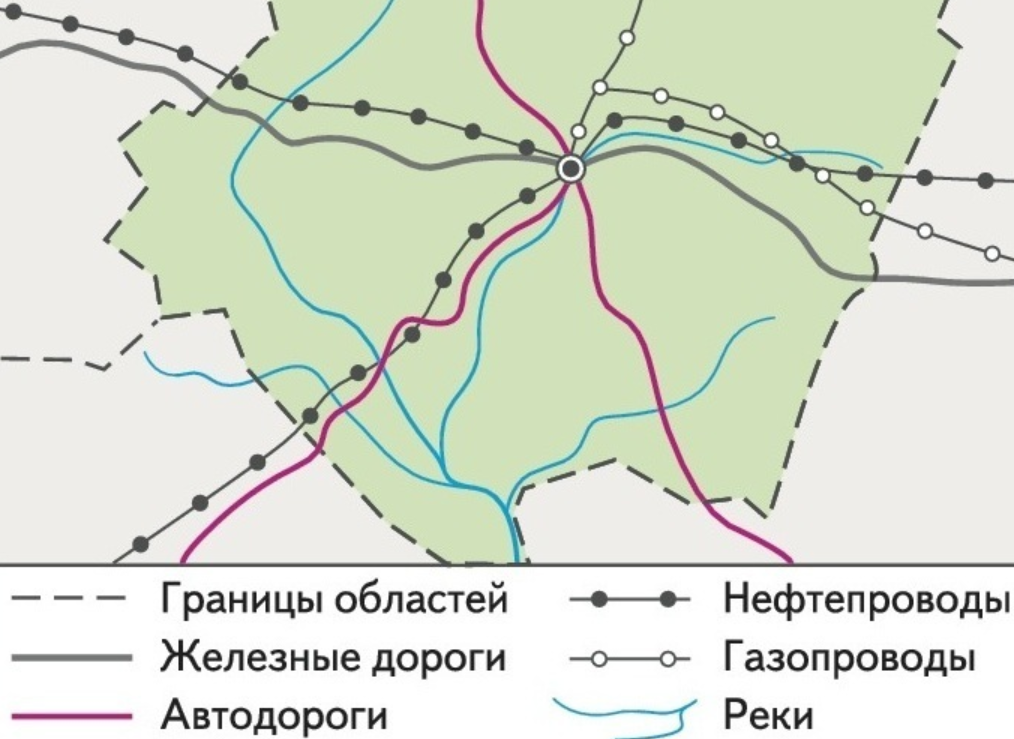 Границы областей
Железные дороги
Автодороги
Нефтепроводы
Газопроводы
Реки